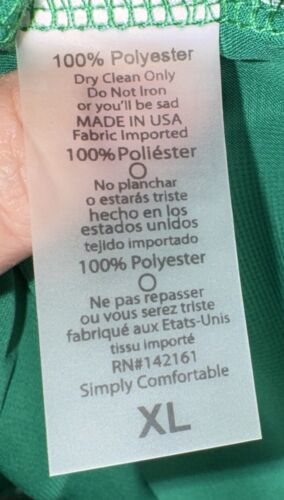 100% Polyester
Dry Clean Only
Do Not Iron
or you'll be sad
MADE IN USA
Fabric Imported
100% Poliéster
No planchar
o estarás triste
hecho en los
estados unidos
tejido importado
100% Polyester
Ne pas repasser
ou vous serez triste
fabriqué aux Etats-Unis
tissu importé
RN#142161
Simply Comfortable
XL